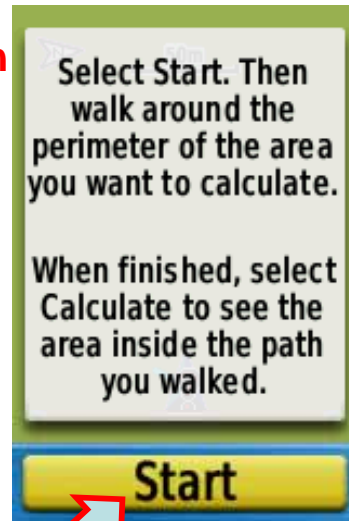 Select Start. Then
walk around the
perimeter of the area
you want to calculate.
When finished, select
Calculate to see the
area inside the path
you walked.
Start